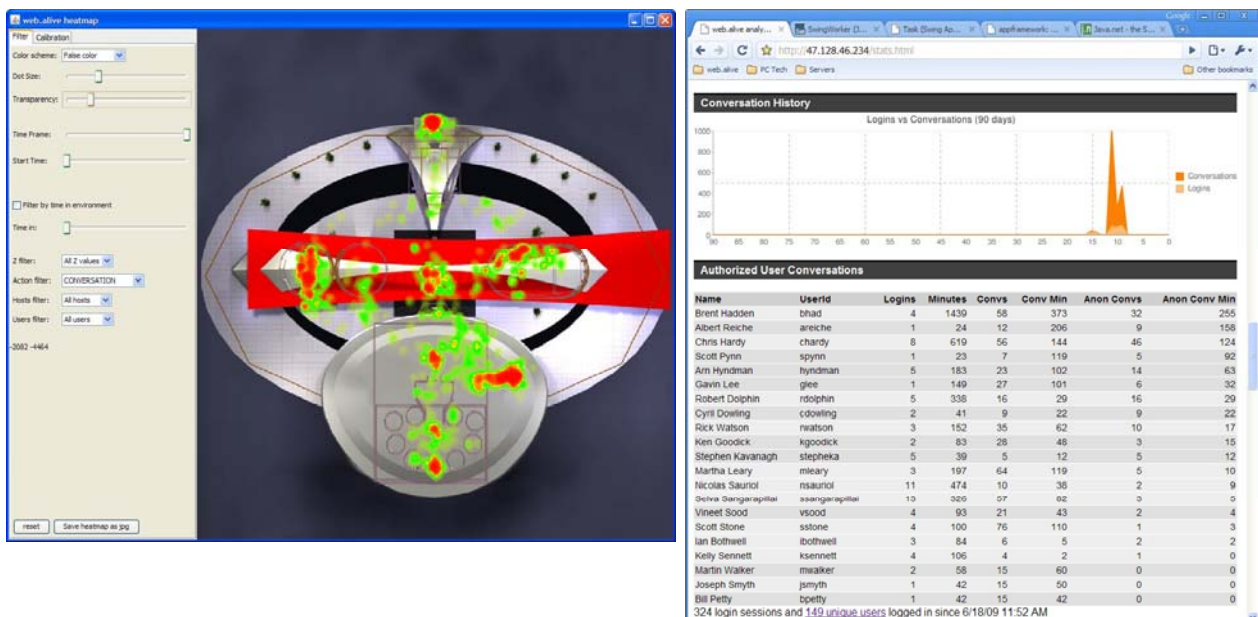 web.alive heatmap
Filter Calibration
Color scheme: False color
Dot Size:
Transparency:
Time Frame:
Start Time:
Filter by time in environment
Time in:
Z filter: All Z values
Action filter: CONVERSATION
Hosts filter: All hosts
Users filter: All users
-2082 -4464
reset Save heatmap as jpg
Google
web.alive analy... SwingWorker (J... Task (Swing Ap... appframework: ... Java.net - the S...
http://47.128.46.234/stats.html
web.alive PC Tech Servers Other bookmarks
Conversation History
Logins vs Conversations (90 days)
1000
800
600
400
200
0
90 85 80 75 70 65 60 55 50 45 40 35 30 25 20 15 10 5 0
Conversations
Logins
Authorized User Conversations
Name UserId Logins Minutes Convs Conv Min Anon Convs Anon Conv Min
Brent Hadden bhad 4 1439 58 373 32 255
Albert Reiche areiche 1 24 12 206 9 158
Chris Hardy chardy 8 619 56 144 46 124
Scott Pynn spynn 1 23 7 119 5 92
Arn Hyndman hyndman 5 183 23 102 14 63
Gavin Lee glee 1 149 27 101 6 32
Robert Dolphin rdolphin 5 338 16 29 16 29
Cyril Dowling cdowling 2 41 9 22 9 22
Rick Watson rwatson 3 152 35 62 10 17
Ken Goodick kgoodick 2 83 28 48 3 15
Stephen Kavanagh stepheka 5 39 5 12 5 12
Martha Leary mleary 3 197 64 119 5 10
Nicolas Sauriol nsauriol 11 474 10 38 2 9
Selva Sangarapillai ssangarapillai 13 326 57 82 3 5
Vineet Sood vsood 4 93 21 43 2 4
Scott Stone sstone 4 100 76 110 1 3
Ian Bothwell ibothwell 3 84 6 5 2 2
Kelly Sennett ksennett 4 106 4 2 1 0
Martin Walker mwalker 2 58 15 60 0 0
Joseph Smyth jsmyth 1 42 15 50 0 0
Bill Petty bpetty 1 42 15 42 0 0
324 login sessions and 149 unique users logged in since 6/18/09 11:52 AM